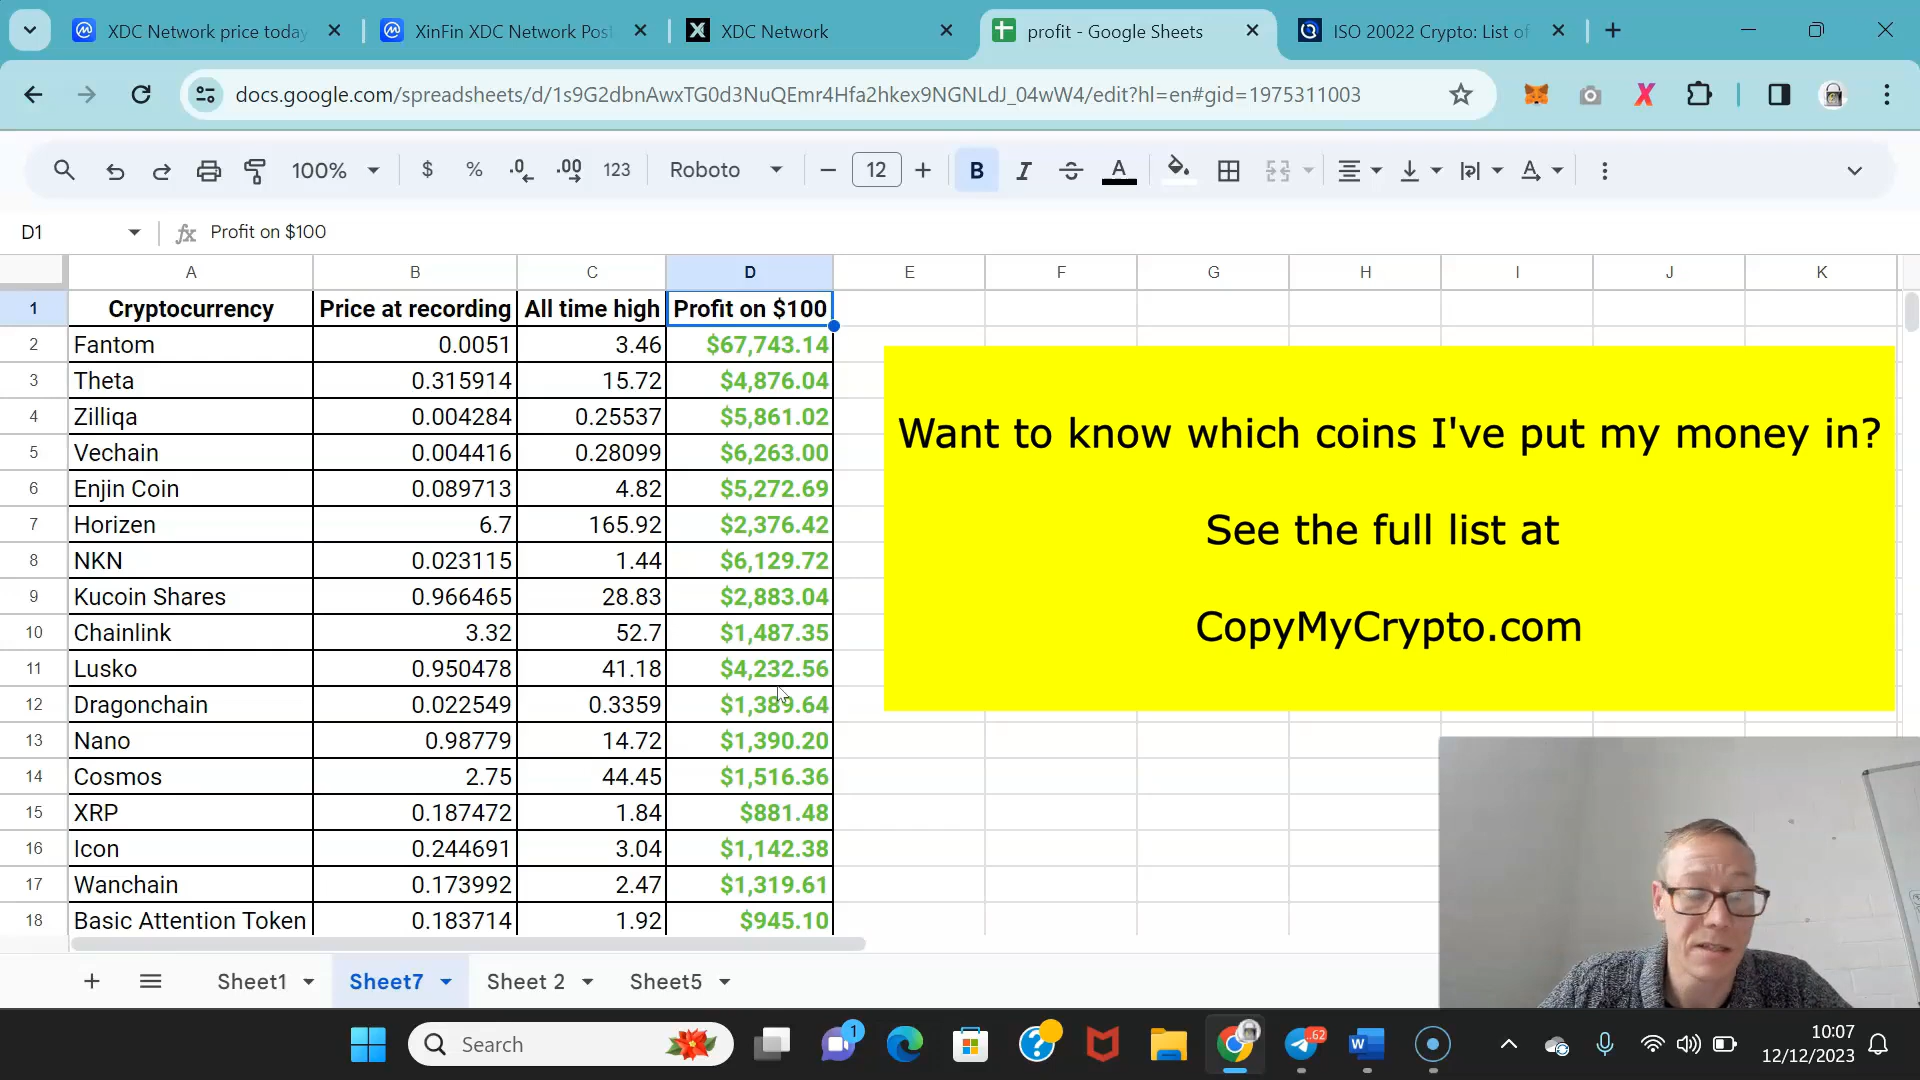 XDC Network price today
XinFin XDC Network Pos
XDC Network
profit - Google Sheets
ISO 20022 Crypto: List of
docs.google.com/spreadsheets/d/1s9G2dbnAwxTG0d3NuQEmr4Hfa2hkex9NGNLdJ_04wW4/edit?hl=en#gid=1975311003
100% $ % .0 .00 123 Roboto 12 B I A A
D1 fx Profit on $100
A B C D E F G H I J K
1 Cryptocurrency Price at recording All time high Profit on $100
2 Fantom 0.0051 3.46 $67,743.14
3 Theta 0.315914 15.72 $4,876.04
4 Zilliqa 0.004284 0.25537 $5,861.02
5 Vechain 0.004416 0.28099 $6,263.00
6 Enjin Coin 0.089713 4.82 $5,272.69
7 Horizen 6.7 165.92 $2,376.42
8 NKN 0.023115 1.44 $6,129.72
9 Kucoin Shares 0.966465 28.83 $2,883.04
10 Chainlink 3.32 52.7 $1,487.35
11 Lusko 0.950478 41.18 $4,232.56
12 Dragonchain 0.022549 0.3359 $1,389.64
13 Nano 0.98779 14.72 $1,390.20
14 Cosmos 2.75 44.45 $1,516.36
15 XRP 0.187472 1.84 $881.48
16 Icon 0.244691 3.04 $1,142.38
17 Wanchain 0.173992 2.47 $1,319.61
18 Basic Attention Token 0.183714 1.92 $945.10
Want to know which coins I've put my money in?
See the full list at
CopyMyCrypto.com
Sheet1 Sheet7 Sheet 2 Sheet5
Search
1
62
10:07
12/12/2023